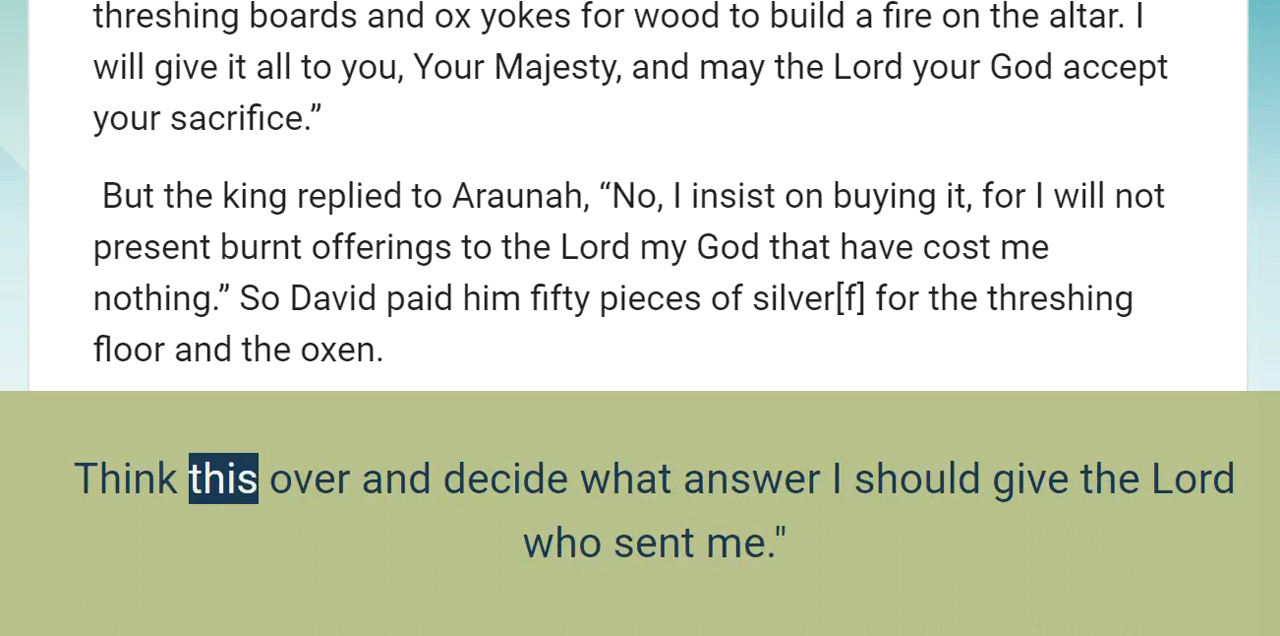 threshing boards and ox yokes for wood to build a fire on the altar. I
will give it all to you, Your Majesty, and may the Lord your God accept
your sacrifice.”
But the king replied to Araunah, “No, I insist on buying it, for I will not
present burnt offerings to the Lord my God that have cost me
nothing.” So David paid him fifty pieces of silver[f] for the threshing
floor and the oxen.
Think this over and decide what answer I should give the Lord
who sent me."